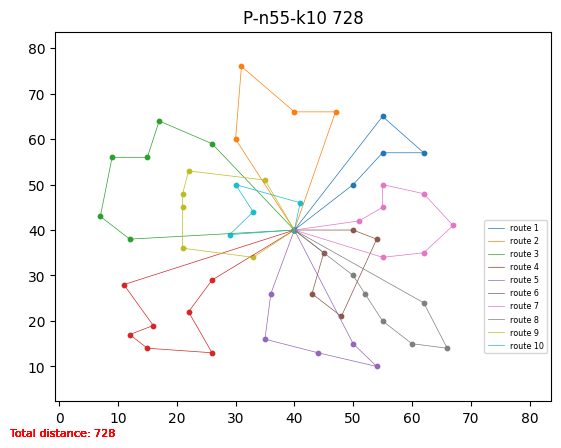 P-n55-k10 728
80
70
60
50
40
30
20
10
0 10 20 30 40 50 60 70 80
route 1
route 2
route 3
route 4
route 5
route 6
route 7
route 8
route 9
route 10
Total distance: 728